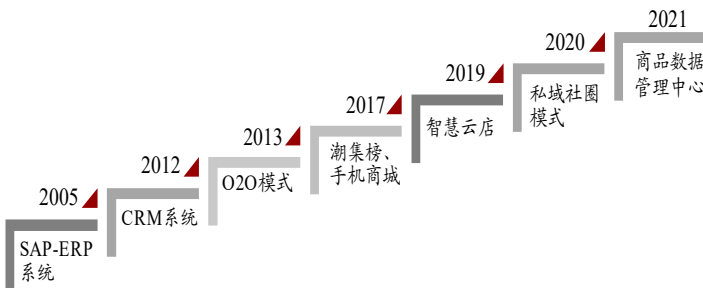 2005
SAP-ERP
系统
2012
CRM系统
2013
O2O模式
2017
潮集榜、
手机商城
2019
智慧云店
2020
私域社圈
模式
2021
商品数据
管理中心